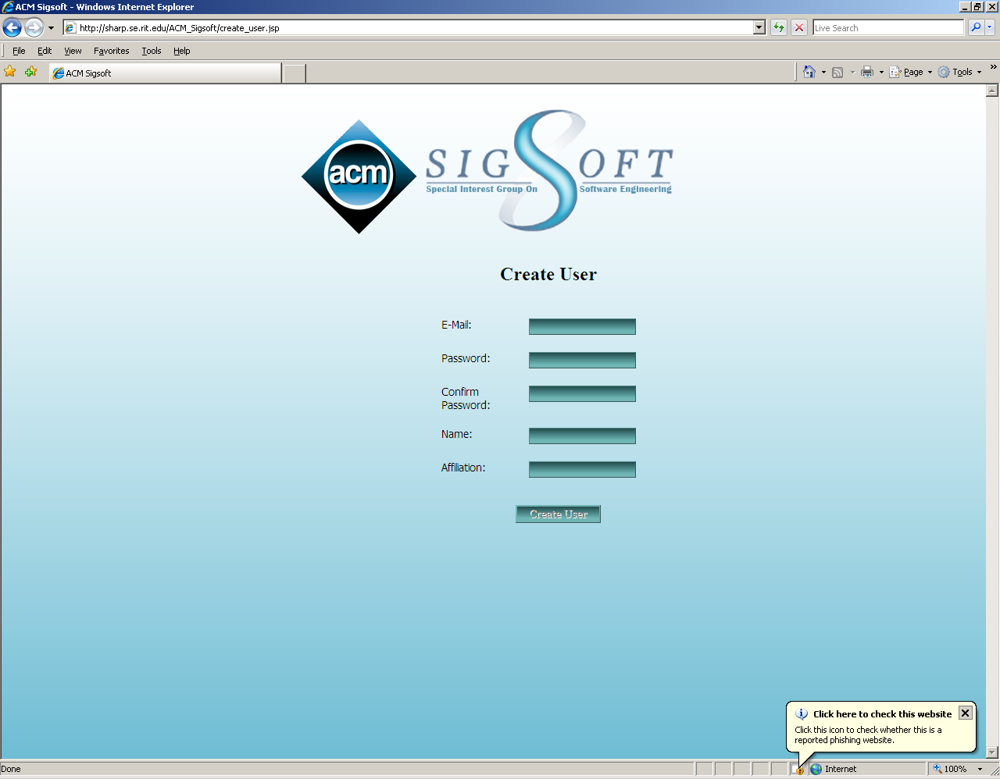 ACM Sigsoft - Windows Internet Explorer
http://sharp.se.rit.edu/ACM_Sigsoft/create_user.jsp
Live Search
File Edit View Favorites Tools Help
ACM Sigsoft
Page Tools »
acm
SIGSOFT
Special Interest Group On Software Engineering
Create User
E-Mail:
Password:
Confirm
Password:
Name:
Affiliation:
Create User
Click here to check this website
Click this icon to check whether this is a
reported phishing website.
Done
Internet
100%